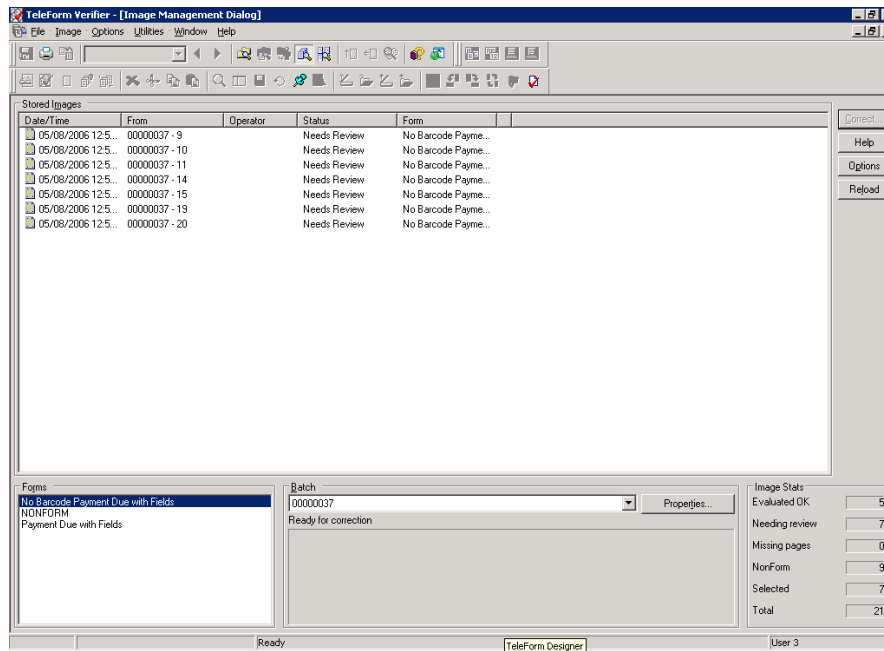 TeleForm Verifier - [Image Management Dialog]
File Image Options Utilities Window Help
Stored Images
Date/Time From Operator Status Form
05/08/2006 12:5... 00000037 - 9 Needs Review No Barcode Payme...
05/08/2006 12:5... 00000037 - 10 Needs Review No Barcode Payme...
05/08/2006 12:5... 00000037 - 11 Needs Review No Barcode Payme...
05/08/2006 12:5... 00000037 - 14 Needs Review No Barcode Payme...
05/08/2006 12:5... 00000037 - 15 Needs Review No Barcode Payme...
05/08/2006 12:5... 00000037 - 19 Needs Review No Barcode Payme...
05/08/2006 12:5... 00000037 - 20 Needs Review No Barcode Payme...
Correct...
Help
Options
Reload
Forms
No Barcode Payment Due with Fields
NONFORM
Payment Due with Fields
Batch
00000037
Properties...
Ready for correction
Image Stats
Evaluated OK 5
Needing review 7
Missing pages 0
NonForm 9
Selected 7
Total 21
Ready
TeleForm Designer
User 3